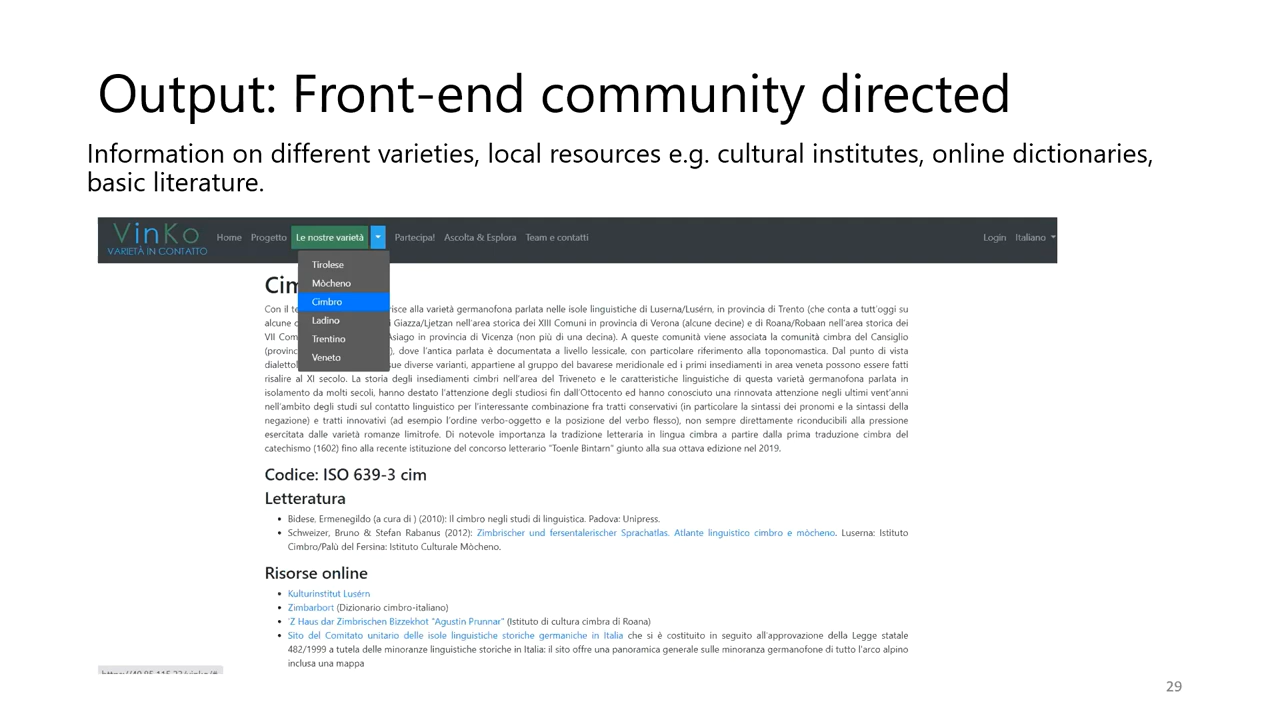 Output: Front-end community directed
Information on different varieties, local resources e.g. cultural institutes, online dictionaries,
basic literature.
VinKo
VARIETÀ IN CONTATTO
Home Progetto Le nostre varietà Partecipa! Ascolta & Esplora Team e contatti Login Italiano
Tirolese
Mòcheno
Cimbro
Ladino
Trentino
Veneto
Cim
Con il te isce alla varietà germanofona parlata nelle isole linguistiche di Luserna/Lusérn, in provincia di Trento (che conta a tutt'oggi su
alcune c i Giazza/Ljetzan nell'area storica dei XIII Comuni in provincia di Verona (alcune decine) e di Roana/Robaan nell'area storica dei
VII Com Asiago in provincia di Vicenza (non più di una decina). A queste comunità viene associata la comunità cimbra del Cansiglio
(provinc ), dove l'antica parlata è documentata a livello lessicale, con particolare riferimento alla toponomastica. Dal punto di vista
dialetto sue diverse varianti, appartiene al gruppo del bavarese meridionale ed i primi insediamenti in area veneta possono essere fatti
risalire al XI secolo. La storia degli insediamenti cimbri nell'area del Triveneto e le caratteristiche linguistiche di questa varietà germanofona parlata in
isolamento da molti secoli, hanno destato l'attenzione degli studiosi fin dall'Ottocento ed hanno conosciuto una rinnovata attenzione negli ultimi vent'anni
nell'ambito degli studi sul contatto linguistico per l'interessante combinazione fra tratti conservativi (in particolare la sintassi dei pronomi e la sintassi della
negazione) e tratti innovativi (ad esempio l'ordine verbo-oggetto e la posizione del verbo flesso), non sempre direttamente riconducibili alla pressione
esercitata dalle varietà romanze limitrofe. Di notevole importanza la tradizione letteraria in lingua cimbra a partire dalla prima traduzione cimbra del
catechismo (1602) fino alla recente istituzione del concorso letterario "Toenle Bintarn" giunto alla sua ottava edizione nel 2019.
Codice: ISO 639-3 cim
Letteratura
• Bidese, Ermenegildo (a cura di ) (2010): Il cimbro negli studi di linguistica. Padova: Unipress.
• Schweizer, Bruno & Stefan Rabanus (2012): Zimbrischer und fersentalerischer Sprachatlas. Atlante linguistico cimbro e mòcheno. Luserna: Istituto
Cimbro/Palù del Fersina: Istituto Culturale Mòcheno.
Risorse online
• Kulturinstitut Lusérn
• Zimbarbort (Dizionario cimbro-italiano)
• 'Z Haus dar Zimbrischen Bizzekhot "Agustin Prunnar" (Istituto di cultura cimbra di Roana)
• Sito del Comitato unitario delle isole linguistiche storiche germaniche in Italia che si è costituito in seguito all'approvazione della Legge statale
482/1999 a tutela delle minoranze linguistiche storiche in Italia: il sito offre una panoramica generale sulle minoranza germanofone di tutto l'arco alpino
inclusa una mappa
29